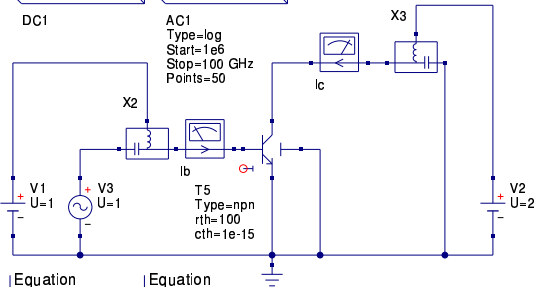 DC1
AC1
Type=log
Start=1e6
Stop=100 GHz
Points=50
X3
Ic
X2
Ib
V1
U=1
V3
U=1
T5
Type=npn
rth=100
cth=1e-15
V2
U=2
Equation
Equation